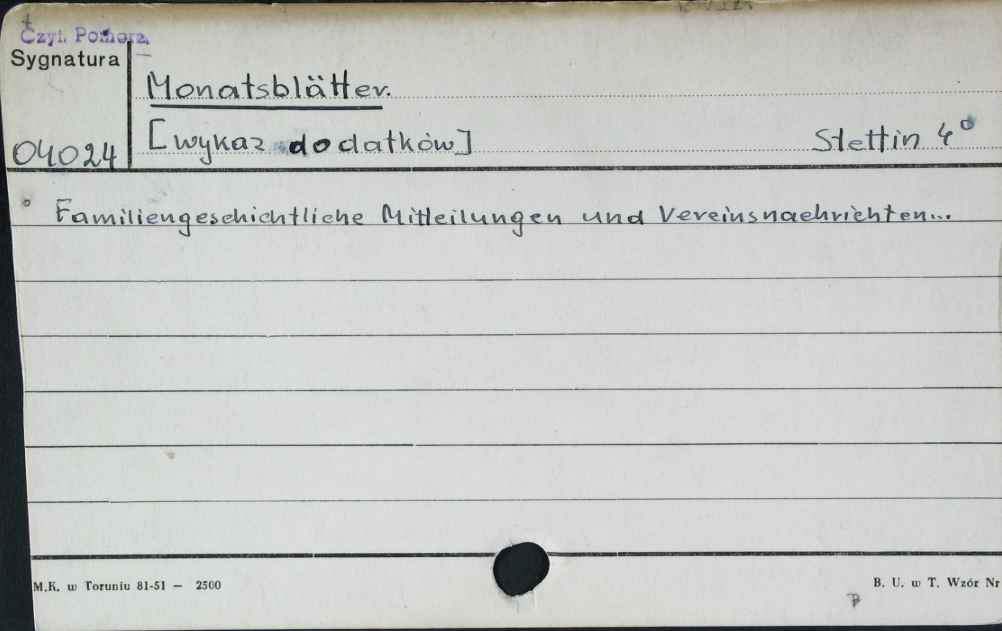 Czyt. Pomorz.
Sygnatura
Monatsblätter.
[wykaz dodatków] Stettin 4°
04024
° Familiengeschichtliche Mitteilungen und Vereinsnachrichten...
M.K. w Toruniu 81-51 — 2500
B. U. w T. Wzór Nr